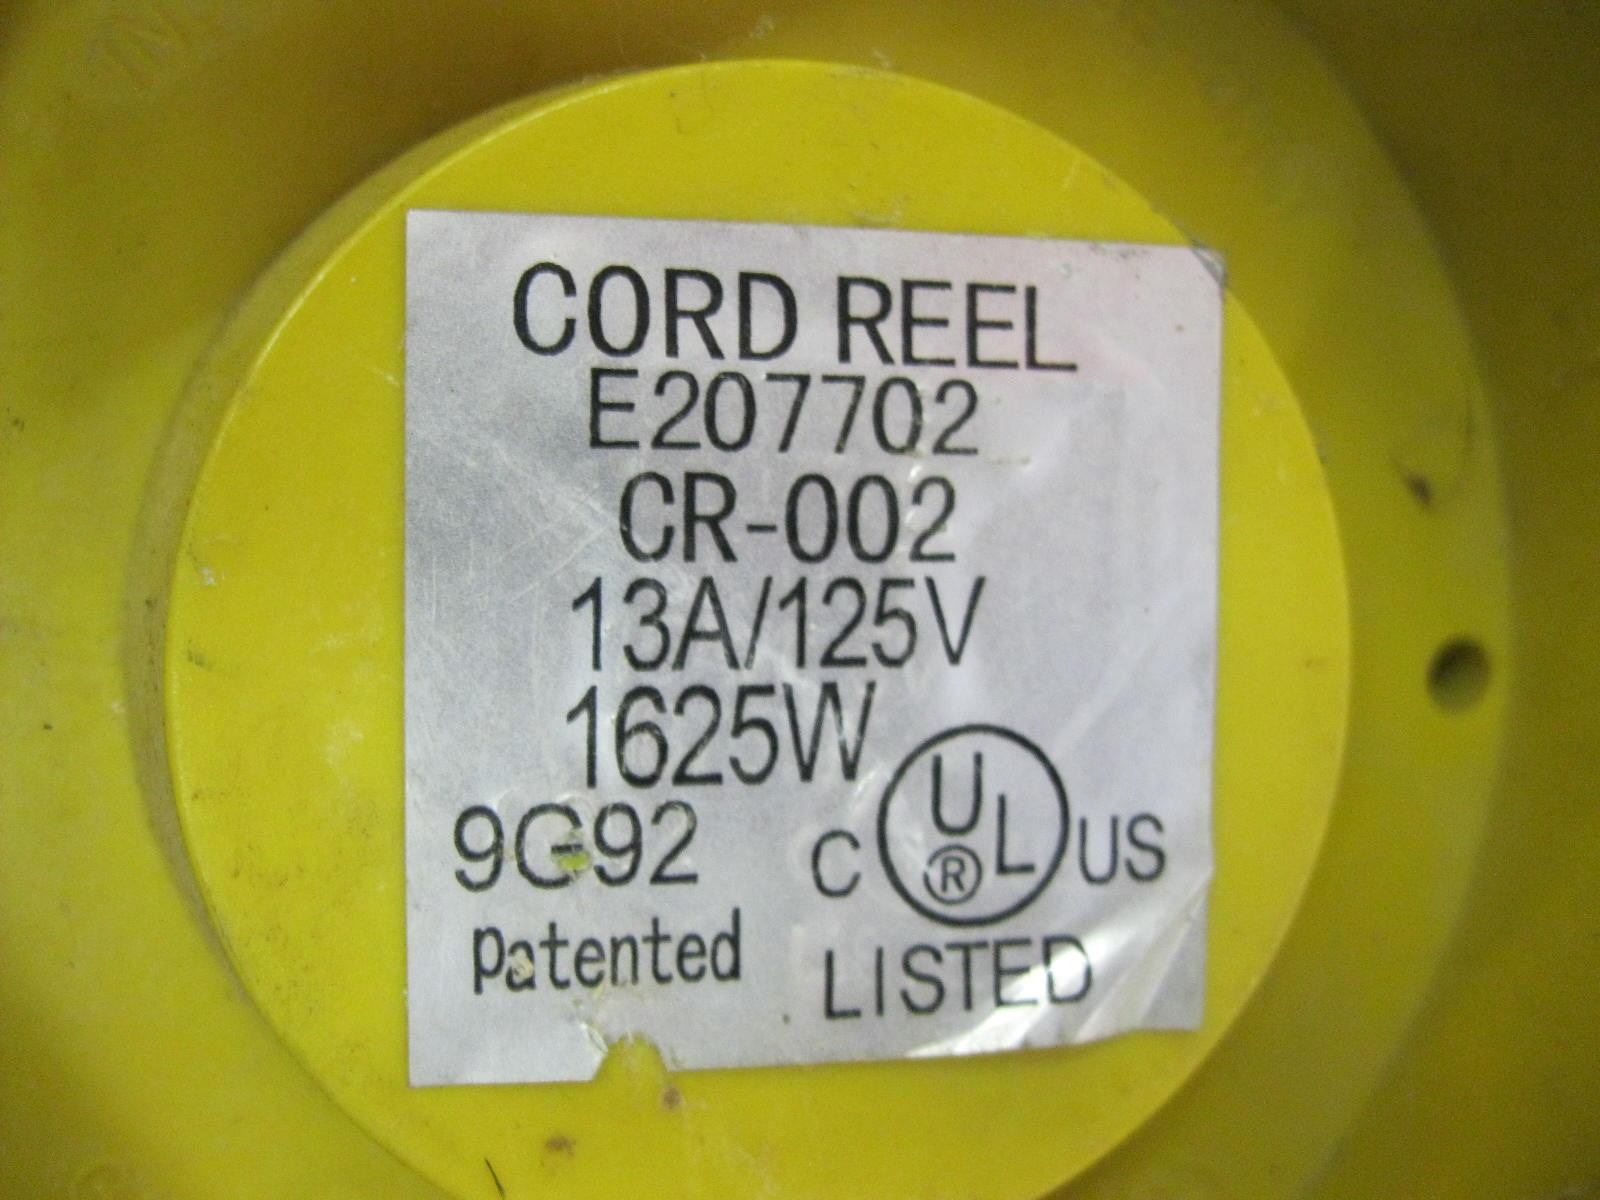 CORD REEL
E207702
CR-002
13A/125V
1625W
9G92
C UL ® US
Patented
LISTED